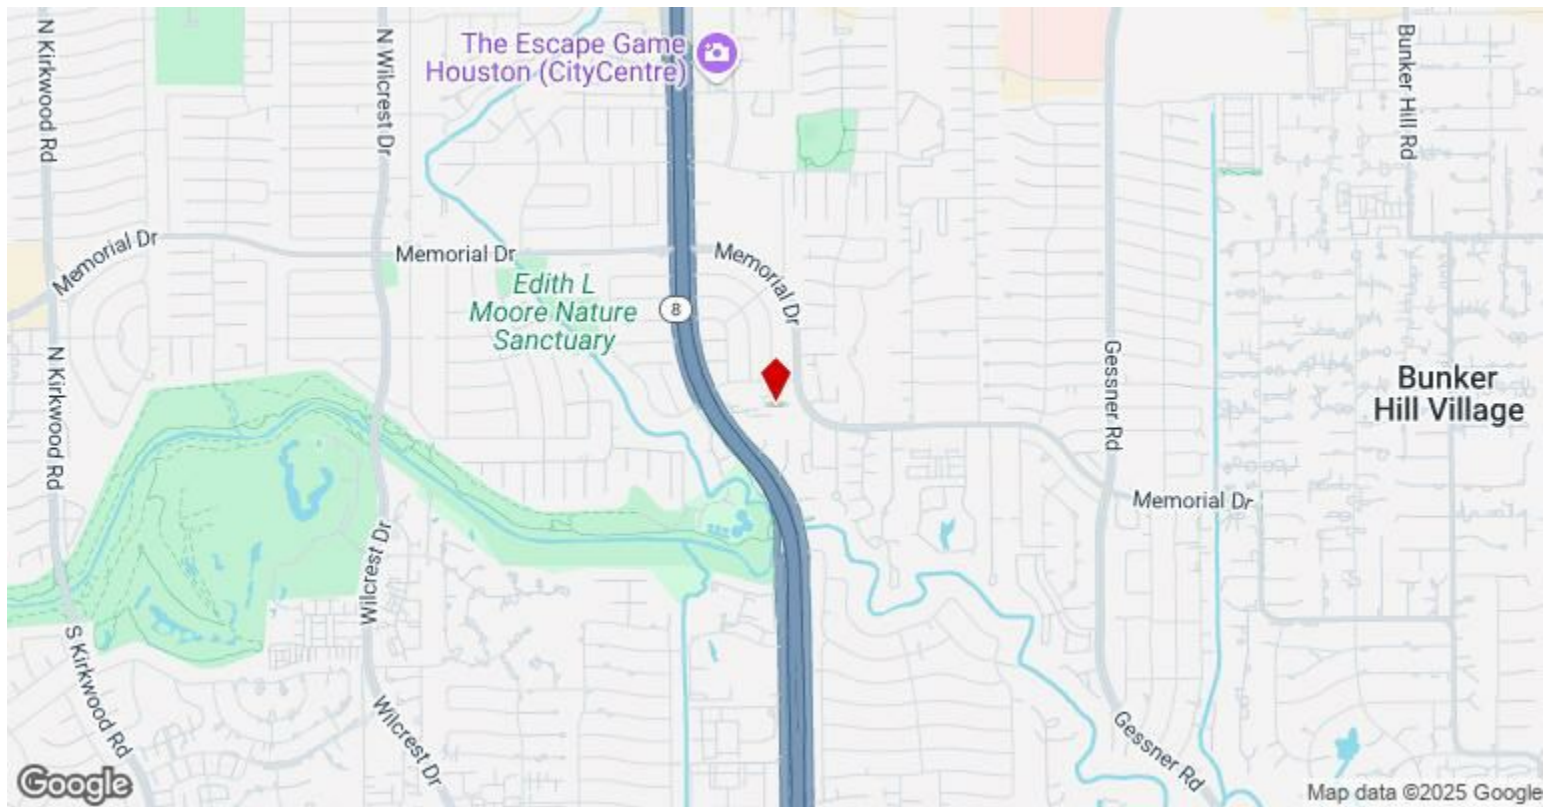 N Kirkwood Rd
N Wilcrest Dr
The Escape Game
Houston (CityCentre)
Bunker Hill Rd
Memorial Dr
Memorial Dr
Memorial Dr
Edith L
Moore Nature
Sanctuary
8
N Kirkwood Rd
Gessner Rd
Bunker
Hill Village
Memorial Dr
Wilcrest Dr
S Kirkwood Rd
Wilcrest Dr
Gessner Rd
Google
Map data ©2025 Google